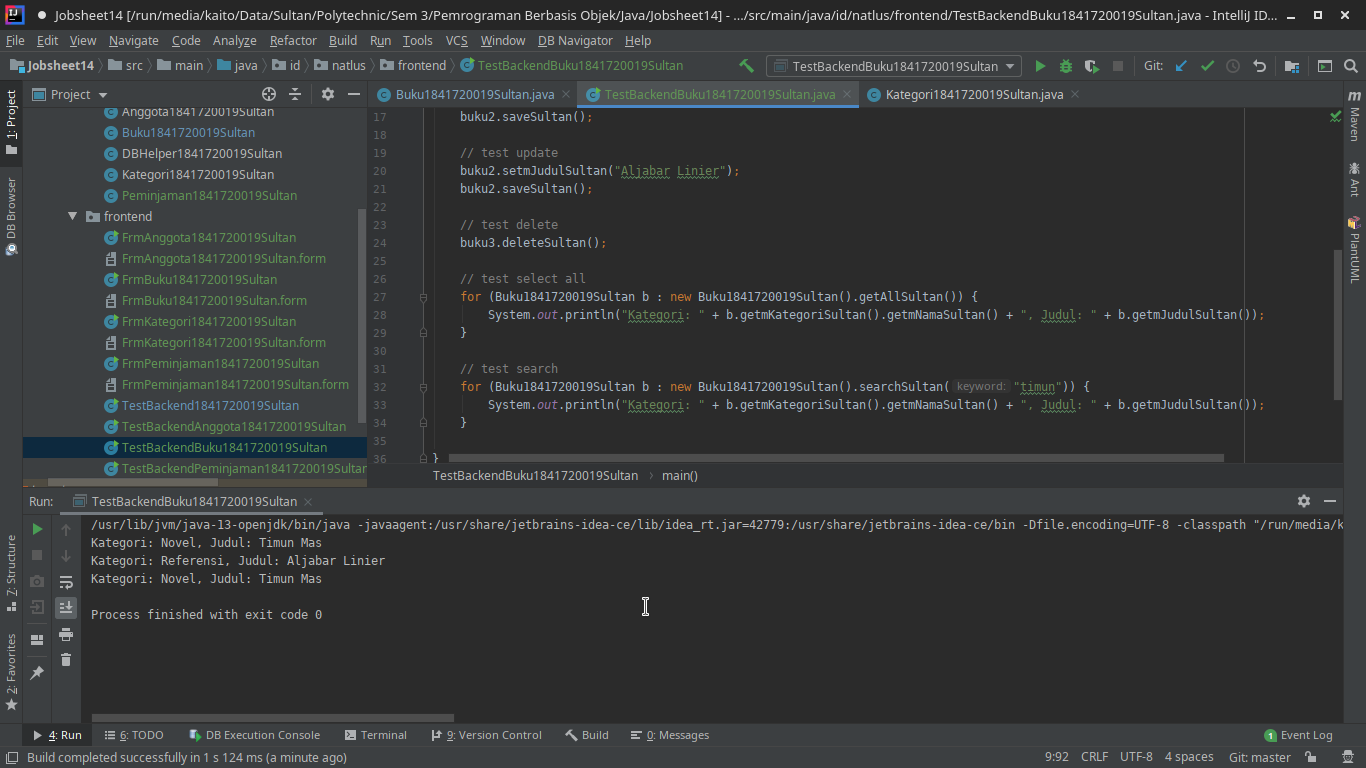 Jobsheet14 [/run/media/kaito/Data/Sultan/Polytechnic/Sem 3/Pemrograman Berbasis Objek/Java/Jobsheet14] - .../src/main/java/id/natlus/frontend/TestBackendBuku1841720019Sultan.java - IntelliJ ID...
File Edit View Navigate Code Analyze Refactor Build Run Tools VCS Window DB Navigator Help
Jobsheet14 src main java id natlus frontend TestBackendBuku1841720019Sultan TestBackendBuku1841720019Sultan Git:
Project Buku1841720019Sultan.java TestBackendBuku1841720019Sultan.java Kategori1841720019Sultan.java
1: Project
DB Browser
Z: Structure
2: Favorites
Anggota1841720019Sultan
Buku1841720019Sultan
DBHelper1841720019Sultan
Kategori1841720019Sultan
Peminjaman1841720019Sultan
frontend
FrmAnggota1841720019Sultan
FrmAnggota1841720019Sultan.form
FrmBuku1841720019Sultan
FrmBuku1841720019Sultan.form
FrmKategori1841720019Sultan
FrmKategori1841720019Sultan.form
FrmPeminjaman1841720019Sultan
FrmPeminjaman1841720019Sultan.form
TestBackend1841720019Sultan
TestBackendAnggota1841720019Sultan
TestBackendBuku1841720019Sultan
TestBackendPeminjaman1841720019Sultan
17 buku2.saveSultan();
18
19 // test update
20 buku2.setmJudulSultan("Aljabar Linier");
21 buku2.saveSultan();
22
23 // test delete
24 buku3.deleteSultan();
25
26 // test select all
27 for (Buku1841720019Sultan b : new Buku1841720019Sultan().getAllSultan()) {
28 System.out.println("Kategori: " + b.getmKategoriSultan().getmNamaSultan() + ", Judul: " + b.getmJudulSultan());
29 }
30
31 // test search
32 for (Buku1841720019Sultan b : new Buku1841720019Sultan().searchSultan( keyword: "timun")) {
33 System.out.println("Kategori: " + b.getmKategoriSultan().getmNamaSultan() + ", Judul: " + b.getmJudulSultan());
34 }
35
36 }
TestBackendBuku1841720019Sultan main()
Maven
Ant
PlantUML
Run: TestBackendBuku1841720019Sultan
/usr/lib/jvm/java-13-openjdk/bin/java -javaagent:/usr/share/jetbrains-idea-ce/lib/idea_rt.jar=42779:/usr/share/jetbrains-idea-ce/bin -Dfile.encoding=UTF-8 -classpath "/run/media/k
Kategori: Novel, Judul: Timun Mas
Kategori: Referensi, Judul: Aljabar Linier
Kategori: Novel, Judul: Timun Mas
Process finished with exit code 0
4: Run 6: TODO DB Execution Console Terminal 9: Version Control Build 0: Messages 1 Event Log
Build completed successfully in 1 s 124 ms (a minute ago) 9:92 CRLF UTF-8 4 spaces Git: master